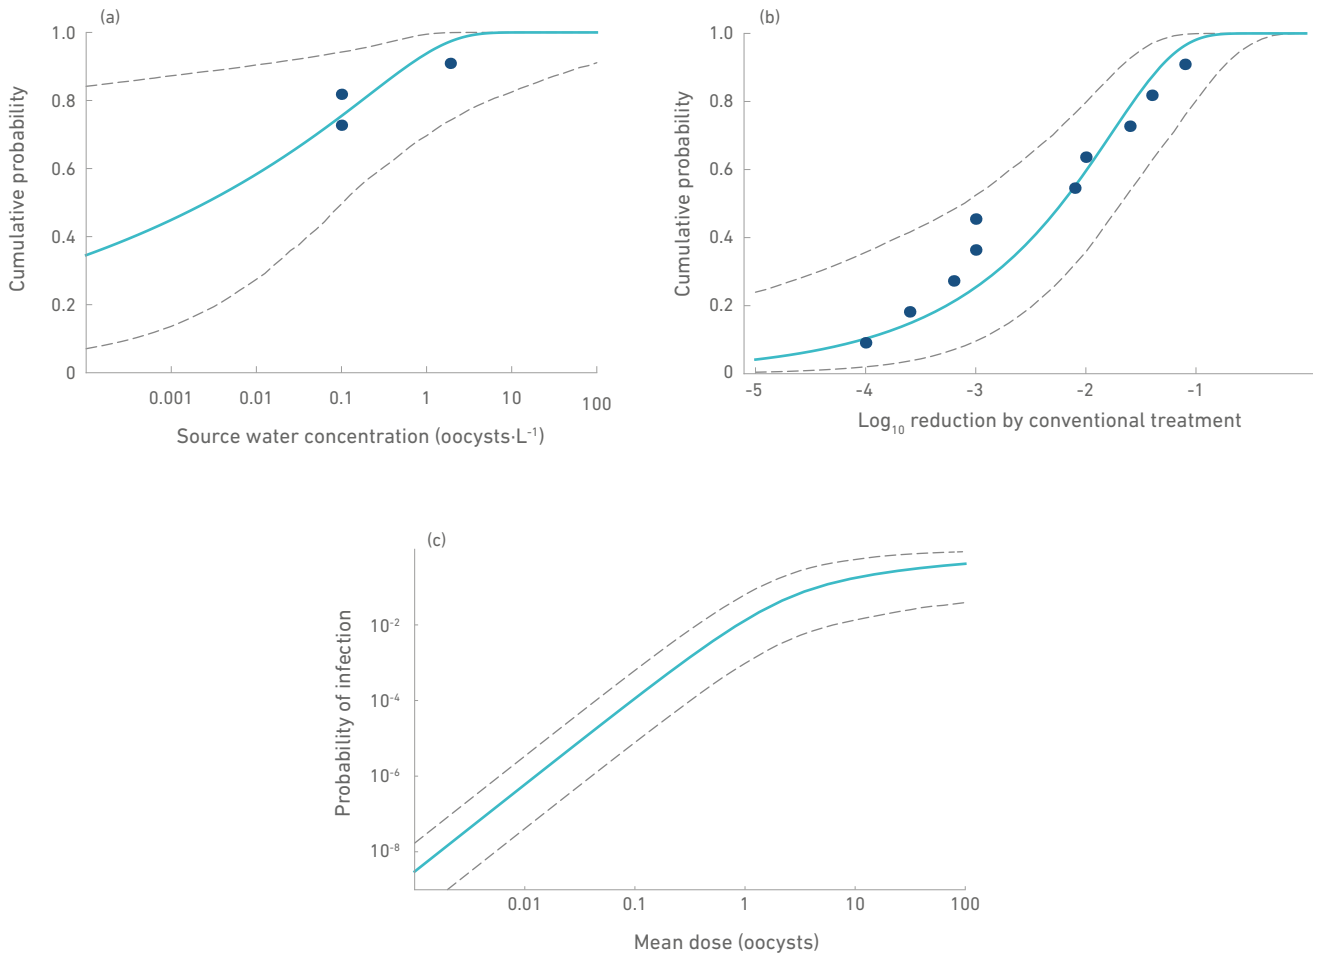 (a)
1.0
0.8
0.6
0.4
0.2
0
Cumulative probability
0.001 0.01 0.1 1 10 100
Source water concentration (oocysts·L⁻¹)
(b)
1.0
0.8
0.6
0.4
0.2
0
Cumulative probability
-5 -4 -3 -2 -1
Log₁₀ reduction by conventional treatment
(c)
10⁻²
10⁻⁴
10⁻⁶
10⁻⁸
Probability of infection
0.01 0.1 1 10 100
Mean dose (oocysts)